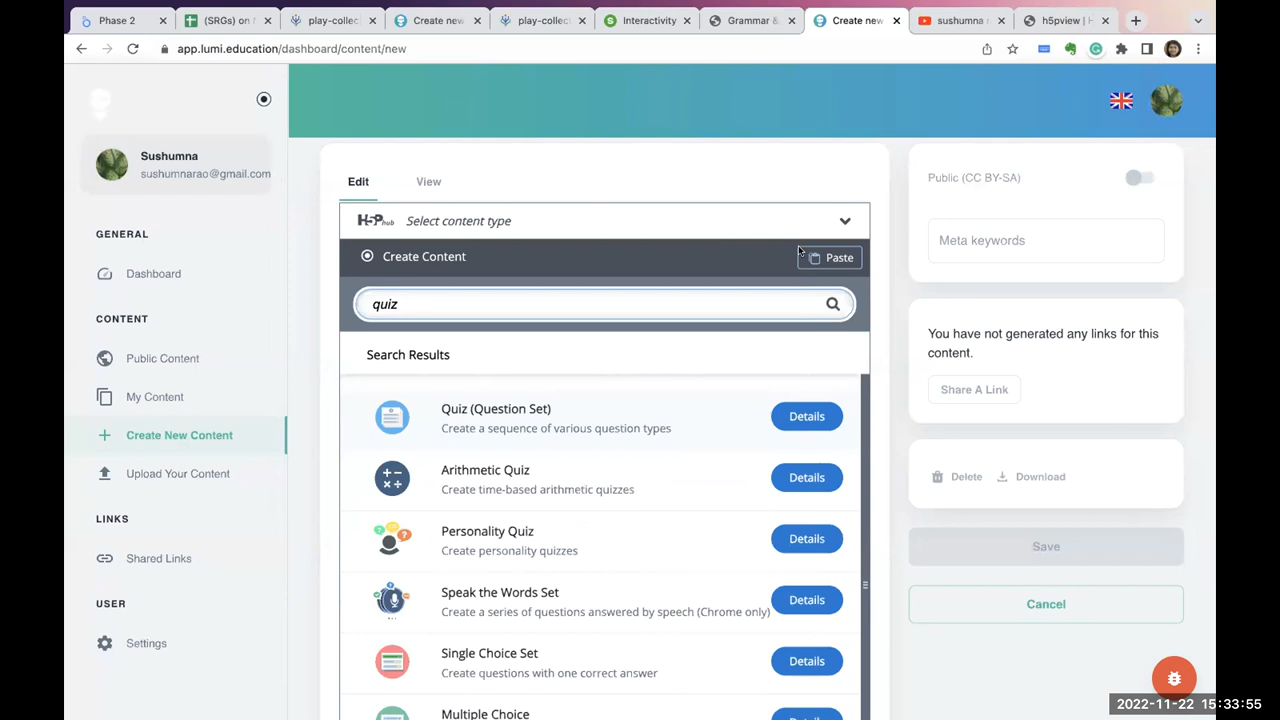 Phase 2
(SRGs) on
play-collec
Create new
play-collec
Interactivity
Grammar &
Create new
sushumna
h5pview | H
app.lumi.education/dashboard/content/new
Sushumna
sushumnarao@gmail.com
GENERAL
Dashboard
CONTENT
Public Content
My Content
Create New Content
Upload Your Content
LINKS
Shared Links
USER
Settings
Edit
View
H5P hub Select content type
Create Content
Paste
quiz
Search Results
Quiz (Question Set)
Create a sequence of various question types
Details
Arithmetic Quiz
Create time-based arithmetic quizzes
Details
Personality Quiz
Create personality quizzes
Details
Speak the Words Set
Create a series of questions answered by speech (Chrome only)
Details
Single Choice Set
Create questions with one correct answer
Details
Multiple Choice
Public (CC BY-SA)
Meta keywords
You have not generated any links for this
content.
Share A Link
Delete
Download
Save
Cancel
2022-11-22 15:33:55